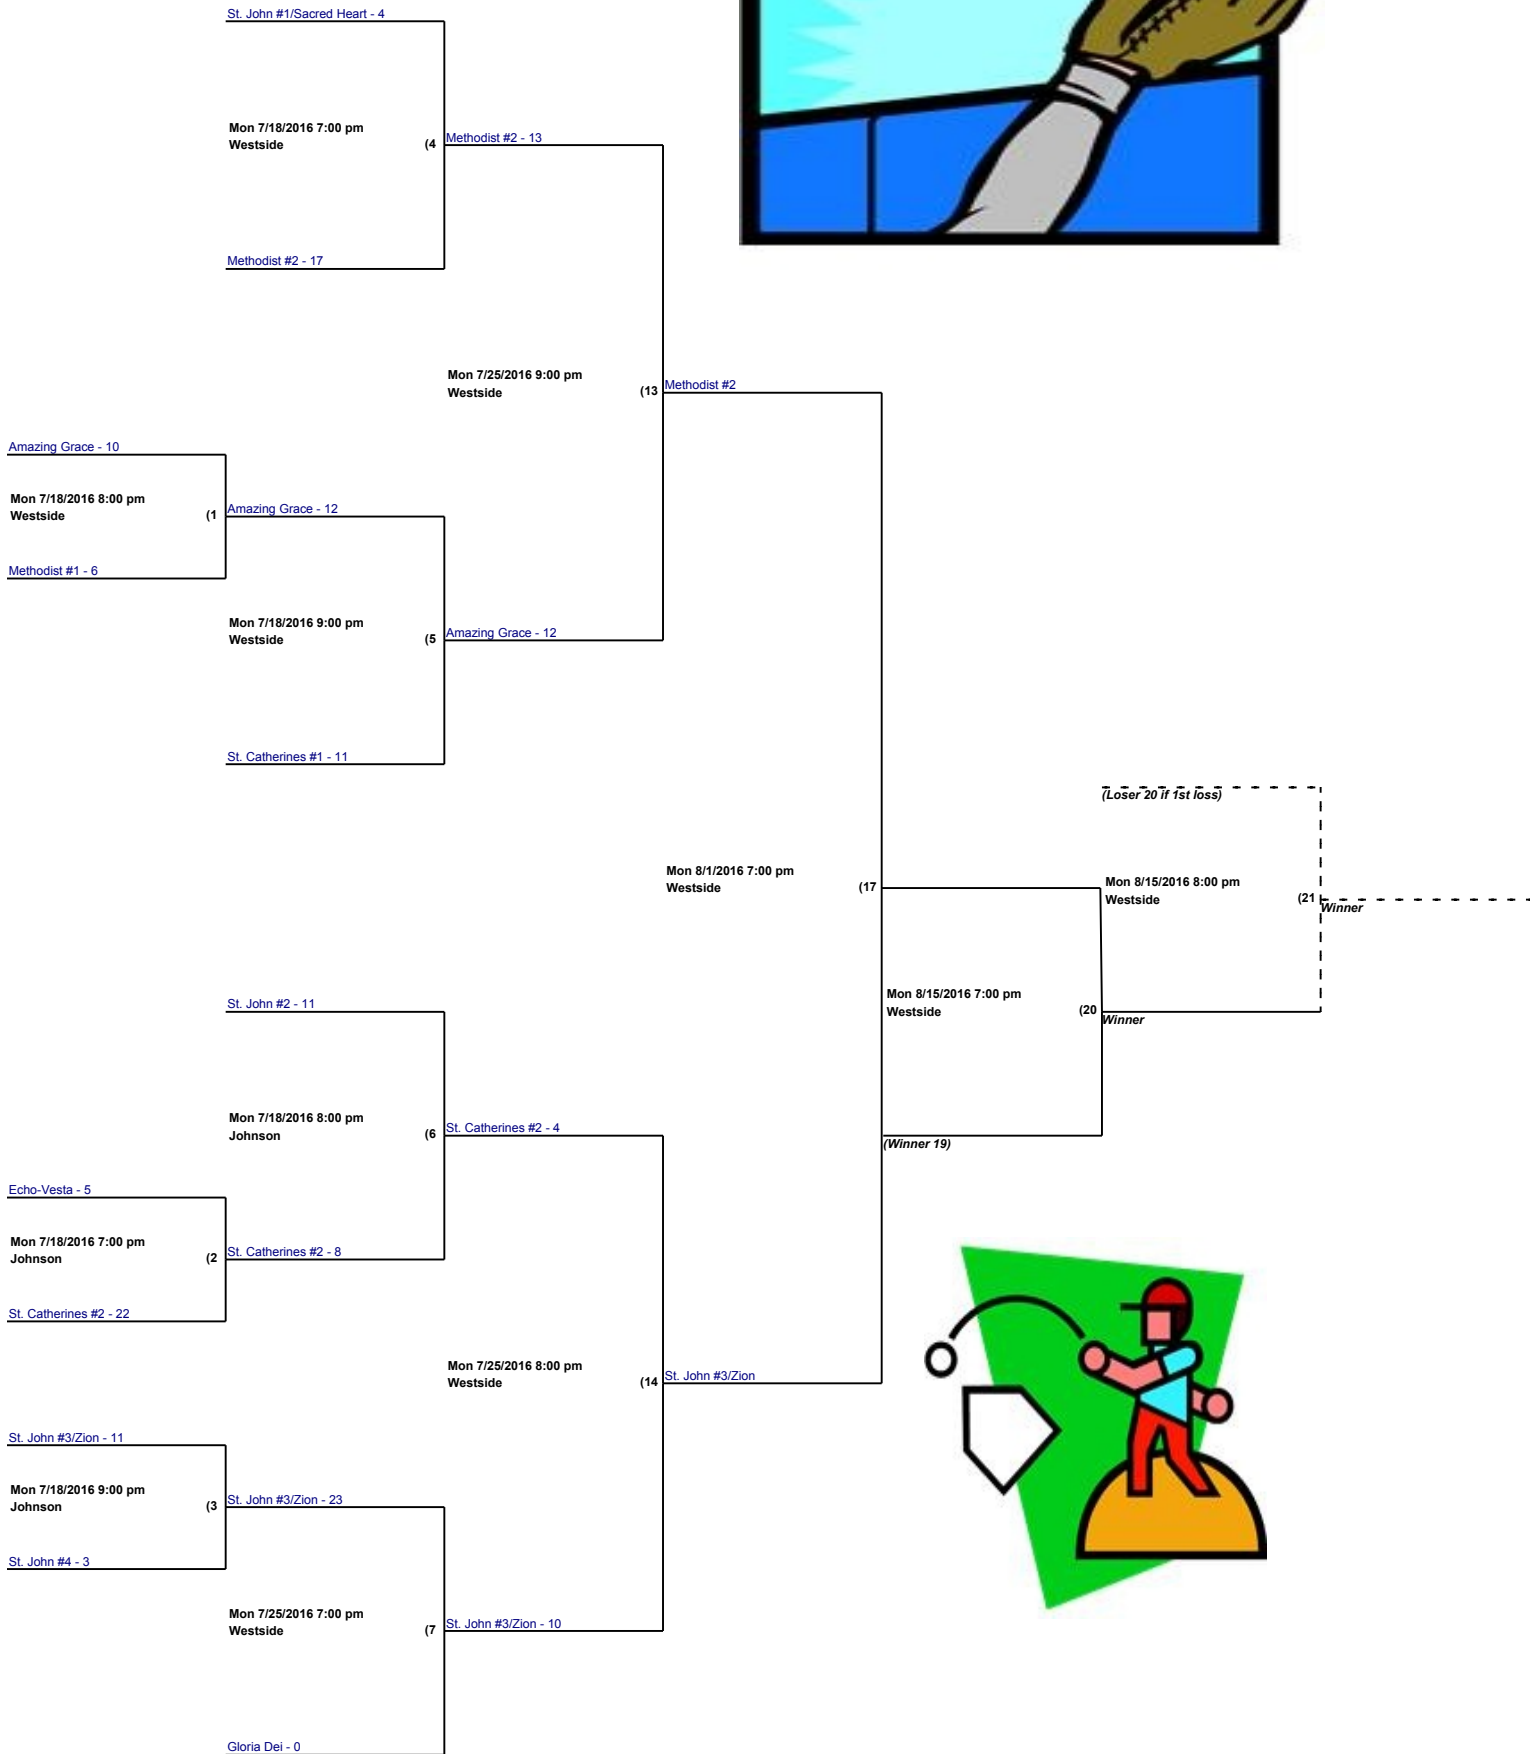 St. John #1/Sacred Heart - 4
Mon 7/18/2016 7:00 pm
Westside
(4
Methodist #2 - 13
Methodist #2 - 17
Mon 7/25/2016 9:00 pm
Westside
(13
Methodist #2
Amazing Grace - 10
Mon 7/18/2016 8:00 pm
Westside
(1
Amazing Grace - 12
Methodist #1 - 6
Mon 7/18/2016 9:00 pm
Westside
(5
Amazing Grace - 12
St. Catherines #1 - 11
(Loser 20 if 1st loss)
Mon 8/1/2016 7:00 pm
Westside
(17
Mon 8/15/2016 8:00 pm
Westside
(21
Winner
St. John #2 - 11
Mon 8/15/2016 7:00 pm
Westside
(20
Winner
Mon 7/18/2016 8:00 pm
Johnson
(6
St. Catherines #2 - 4
(Winner 19)
Echo-Vesta - 5
Mon 7/18/2016 7:00 pm
Johnson
(2
St. Catherines #2 - 8
St. Catherines #2 - 22
Mon 7/25/2016 8:00 pm
Westside
(14
St. John #3/Zion
St. John #3/Zion - 11
Mon 7/18/2016 9:00 pm
Johnson
(3
St. John #3/Zion - 23
St. John #4 - 3
Mon 7/25/2016 7:00 pm
Westside
(7
St. John #3/Zion - 10
Gloria Dei - 0